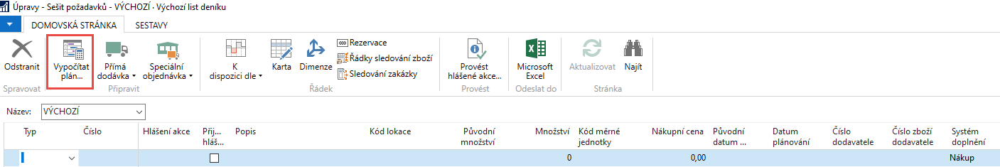 Úpravy - Sešit požadavků - VÝCHOZÍ · Výchozí list deníku
DOMOVSKÁ STRÁNKA
SESTAVY
Odstranit
Vypočítat
plán...
Přímá
dodávka
Speciální
objednávka
K
dispozici dle
Karta
Dimenze
Rezervace
Řádky sledování zboží
Sledování zakázky
Provést
hlášené akce...
Microsoft
Excel
Aktualizovat
Najít
Spravovat
Připravit
Řádek
Provést
Odeslat do
Stránka
Název:
VÝCHOZÍ
Typ
Číslo
Hlášení akce
Přij...
hláš...
Popis
Kód lokace
Původní
množství
Množství
Kód měrné
jednotky
Nákupní cena
Původní
datum ...
Datum
plánování
Číslo
dodavatele
Číslo zboží
dodavatele
Systém
doplnění
0
0,00
Nákup